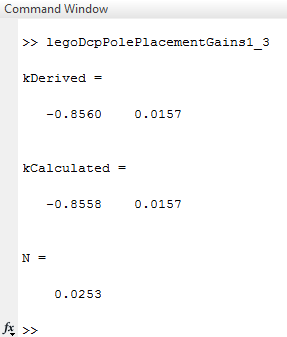 Command Window
>> legoDcpPolePlacementGains1_3
kDerived =
-0.8560 0.0157
kCalculated =
-0.8558 0.0157
N =
0.0253
fx >>